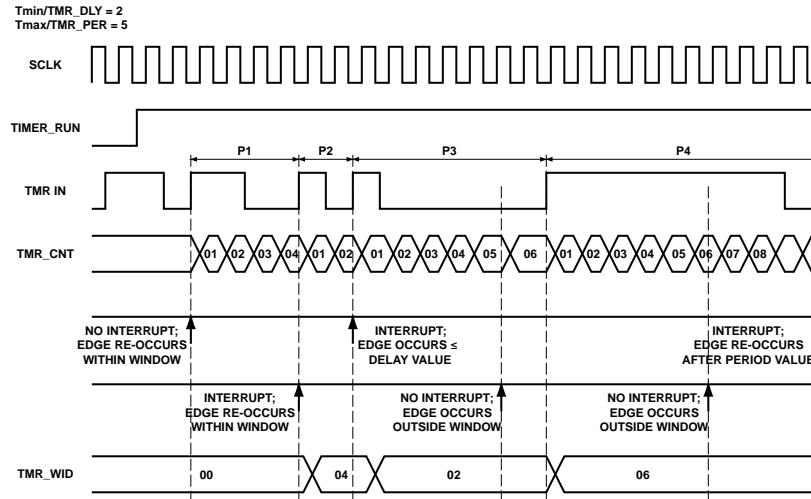 Tmin/TMR_DLY = 2
Tmax/TMR_PER = 5
SCLK
TIMER_RUN
P1 P2 P3 P4
TMR IN
TMR_CNT 01 02 03 04 01 02 01 02 03 04 05 06 01 02 03 04 05 06 07 08
NO INTERRUPT;
EDGE RE-OCCURS
WITHIN WINDOW
INTERRUPT;
EDGE OCCURS ≤
DELAY VALUE
INTERRUPT;
EDGE RE-OCCURS
AFTER PERIOD VALUE
INTERRUPT;
EDGE RE-OCCURS
WITHIN WINDOW
NO INTERRUPT;
EDGE OCCURS
OUTSIDE WINDOW
NO INTERRUPT;
EDGE OCCURS
OUTSIDE WINDOW
TMR_WID 00 04 02 06